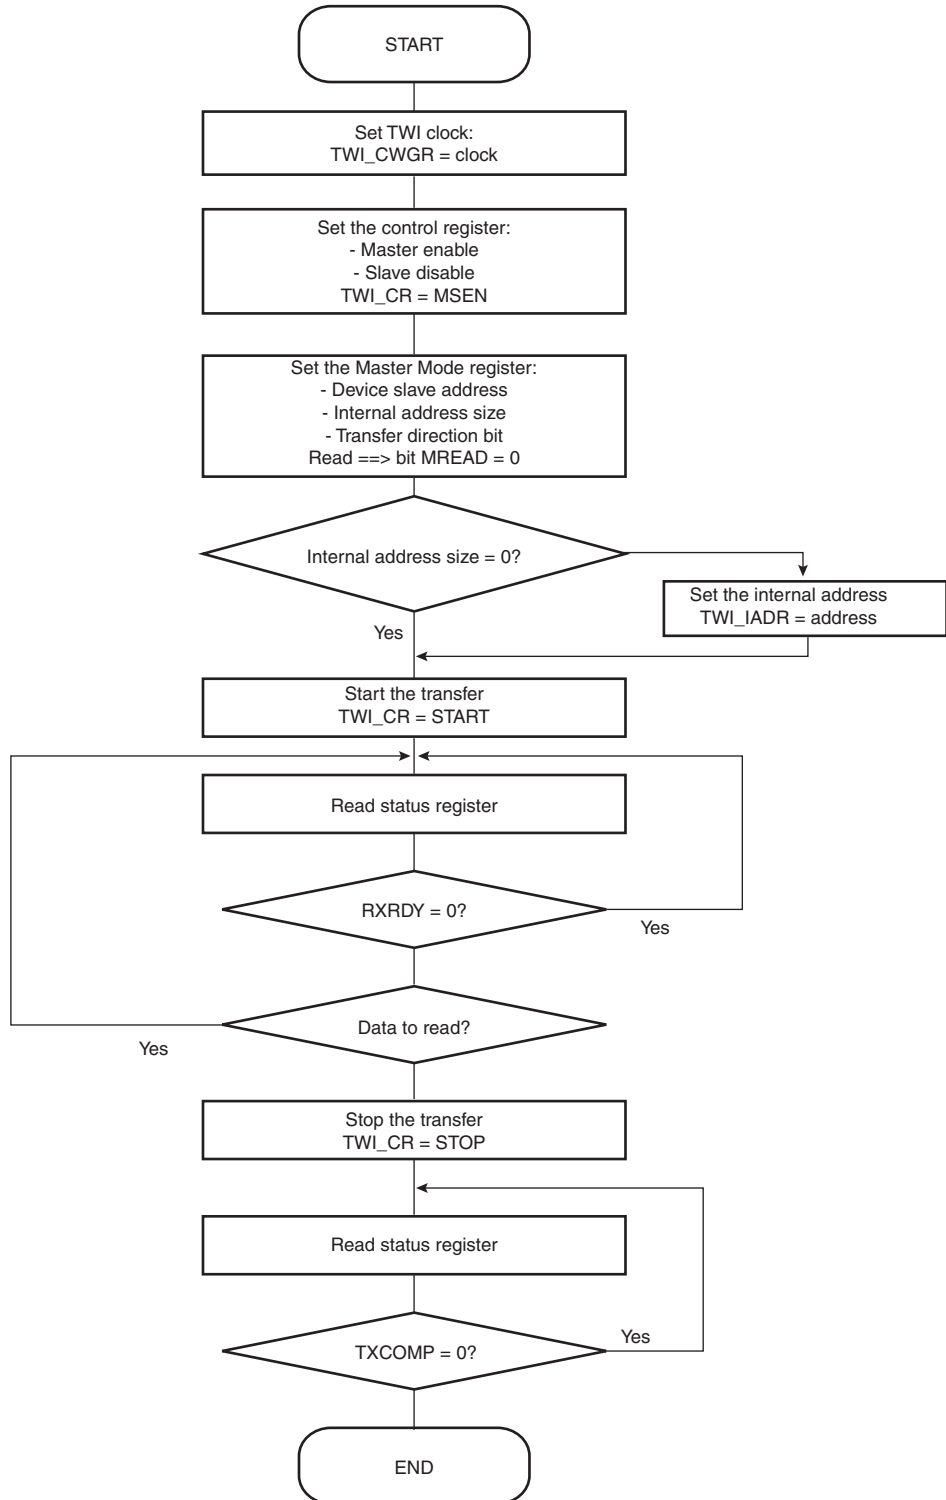 START
Set TWI clock:
TWI_CWGR = clock
Set the control register:
- Master enable
- Slave disable
TWI_CR = MSEN
Set the Master Mode register:
- Device slave address
- Internal address size
- Transfer direction bit
Read ==> bit MREAD = 0
Internal address size = 0?
Set the internal address
TWI_IADR = address
Yes
Start the transfer
TWI_CR = START
Read status register
RXRDY = 0?
Yes
Data to read?
Yes
Stop the transfer
TWI_CR = STOP
Read status register
TXCOMP = 0?
Yes
END